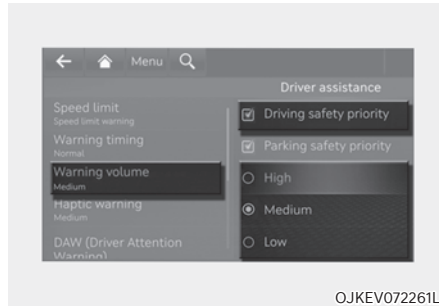 Menu
Driver assistance
Speed limit
Speed limit warning
Warning timing
Normal
Warning volume
Medium
Haptic warning
Medium
DAW (Driver Attention
Warning)
Driving safety priority
Parking safety priority
High
Medium
Low
OJKEV072261L